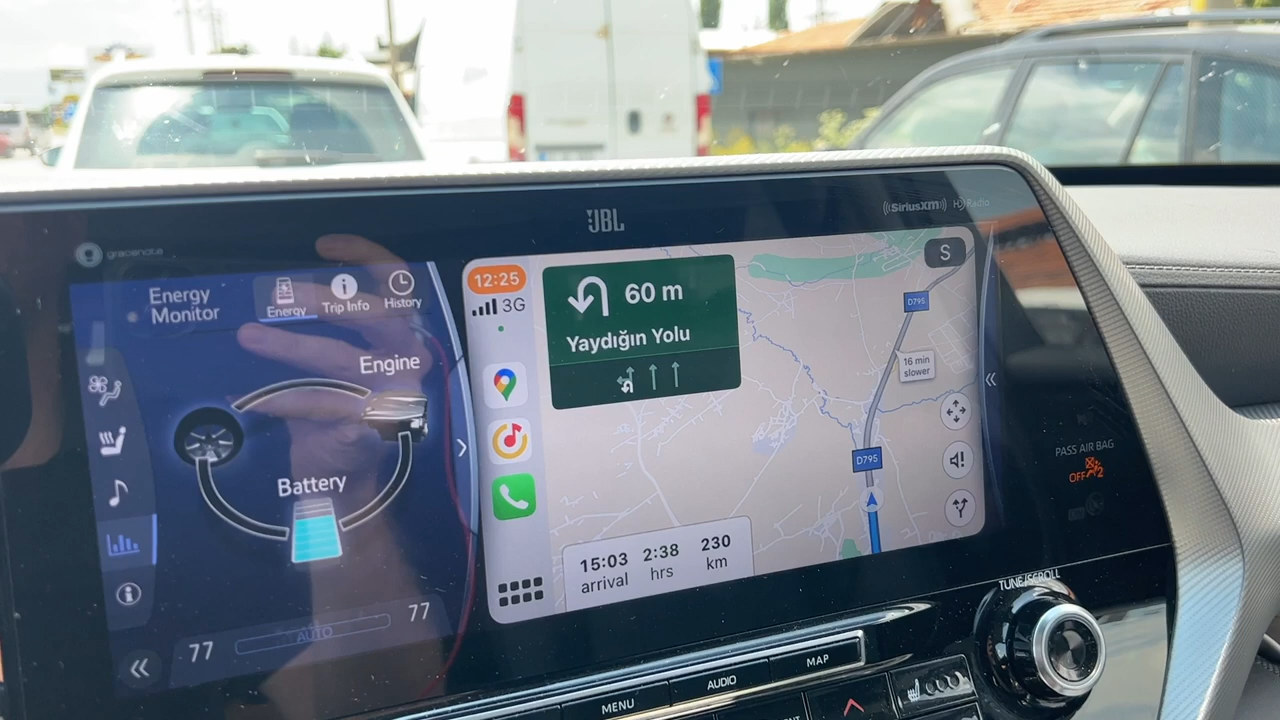 JBL
SiriusXM
HD Radio
gracenote
Energy
Monitor
Energy
Trip Info
History
Engine
Battery
77
AUTO
77
12:25
3G
60 m
Yaydığın Yolu
S
D795
16 min
slower
D795
15:03
arrival
2:38
hrs
230
km
PASS AIR BAG
OFF
2
TUNE/SCROLL
MENU
AUDIO
MAP